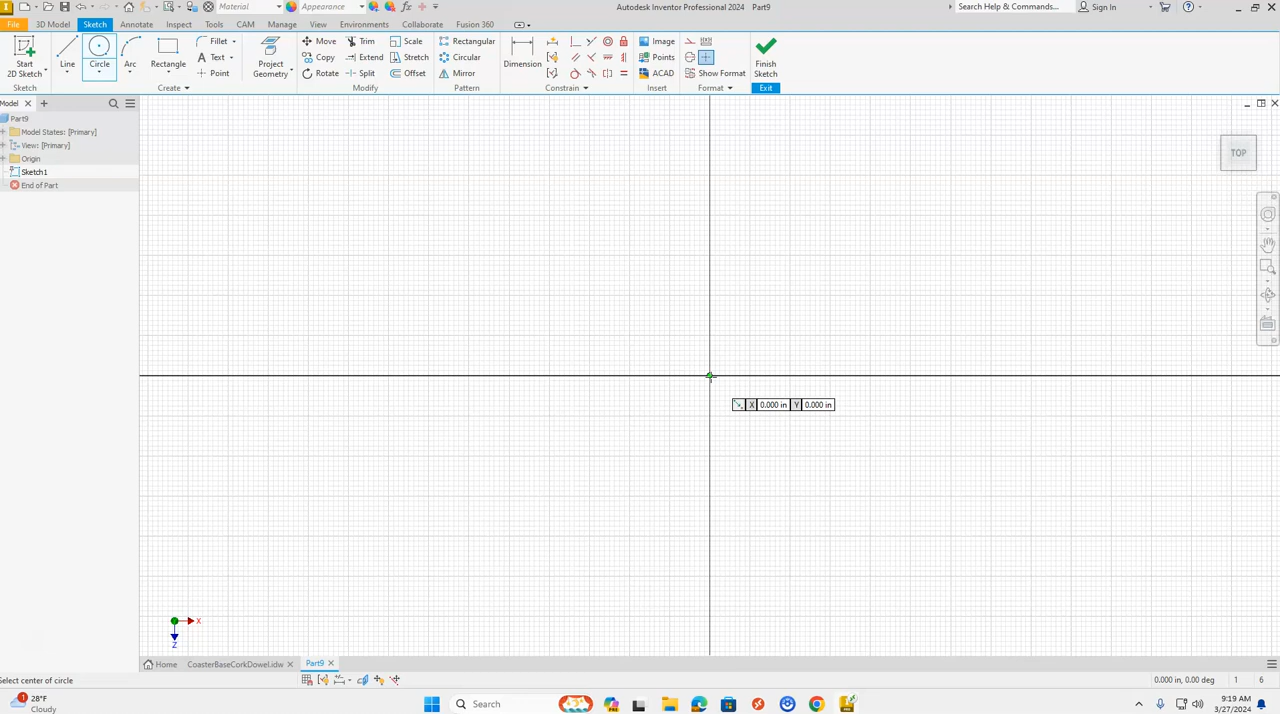 Material
Appearance
Autodesk Inventor Professional 2024 Part9
Search Help & Commands...
Sign In
File
3D Model
Sketch
Annotate
Inspect
Tools
CAM
Manage
View
Environments
Collaborate
Fusion 360
Start
2D Sketch
Line
Circle
Arc
Rectangle
Fillet
Text
Point
Project
Geometry
Move
Copy
Rotate
Trim
Extend
Split
Scale
Stretch
Offset
Rectangular
Circular
Mirror
Dimension
Image
Points
ACAD
Show Format
Finish
Sketch
Sketch
Create
Modify
Pattern
Constrain
Insert
Format
Exit
Model
Part9
Model States: [Primary]
View: [Primary]
Origin
Sketch1
End of Part
TOP
X 0.000 in Y 0.000 in
X
Z
Home
CoasterBaseCorkDowel.idw
Part9
Select center of circle
0.000 in, 0.00 deg
1
6
1
28°F
Cloudy
Search
9:19 AM
3/27/2024